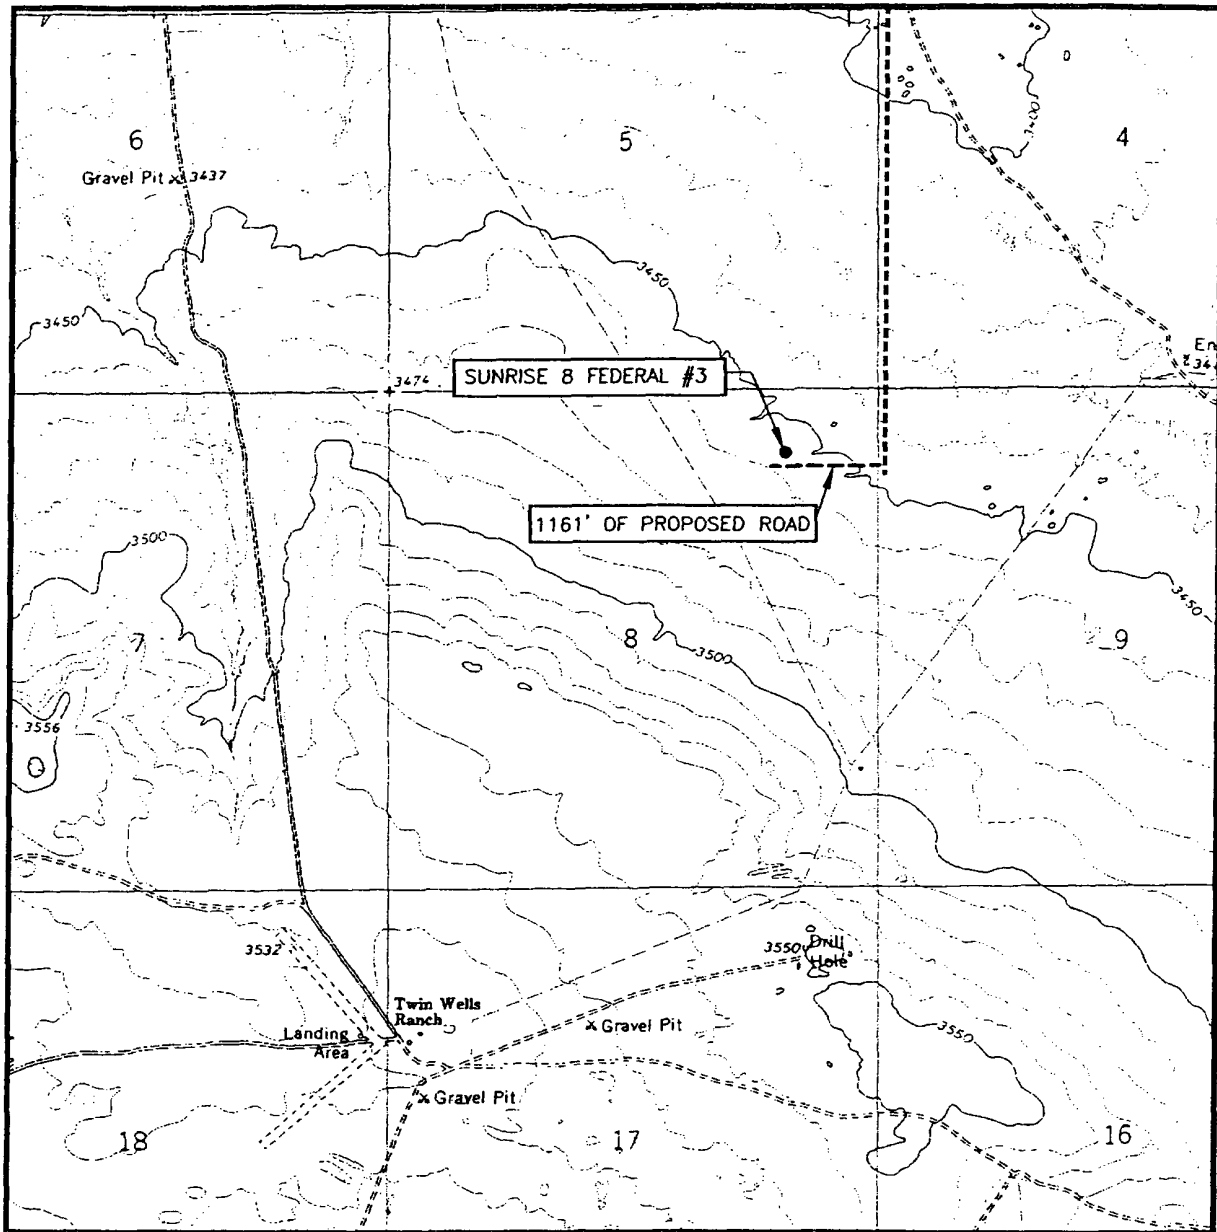 6
5
4
3400
Gravel Pit × 3437
3450
3450
3474
SUNRISE 8 FEDERAL #3
1161' OF PROPOSED ROAD
3500
3450
7
8
9
3500
3556
3532
3550
Drill
Hole
Twin Wells
Ranch
Landing
Area
Gravel Pit
3550
Gravel Pit
18
17
16